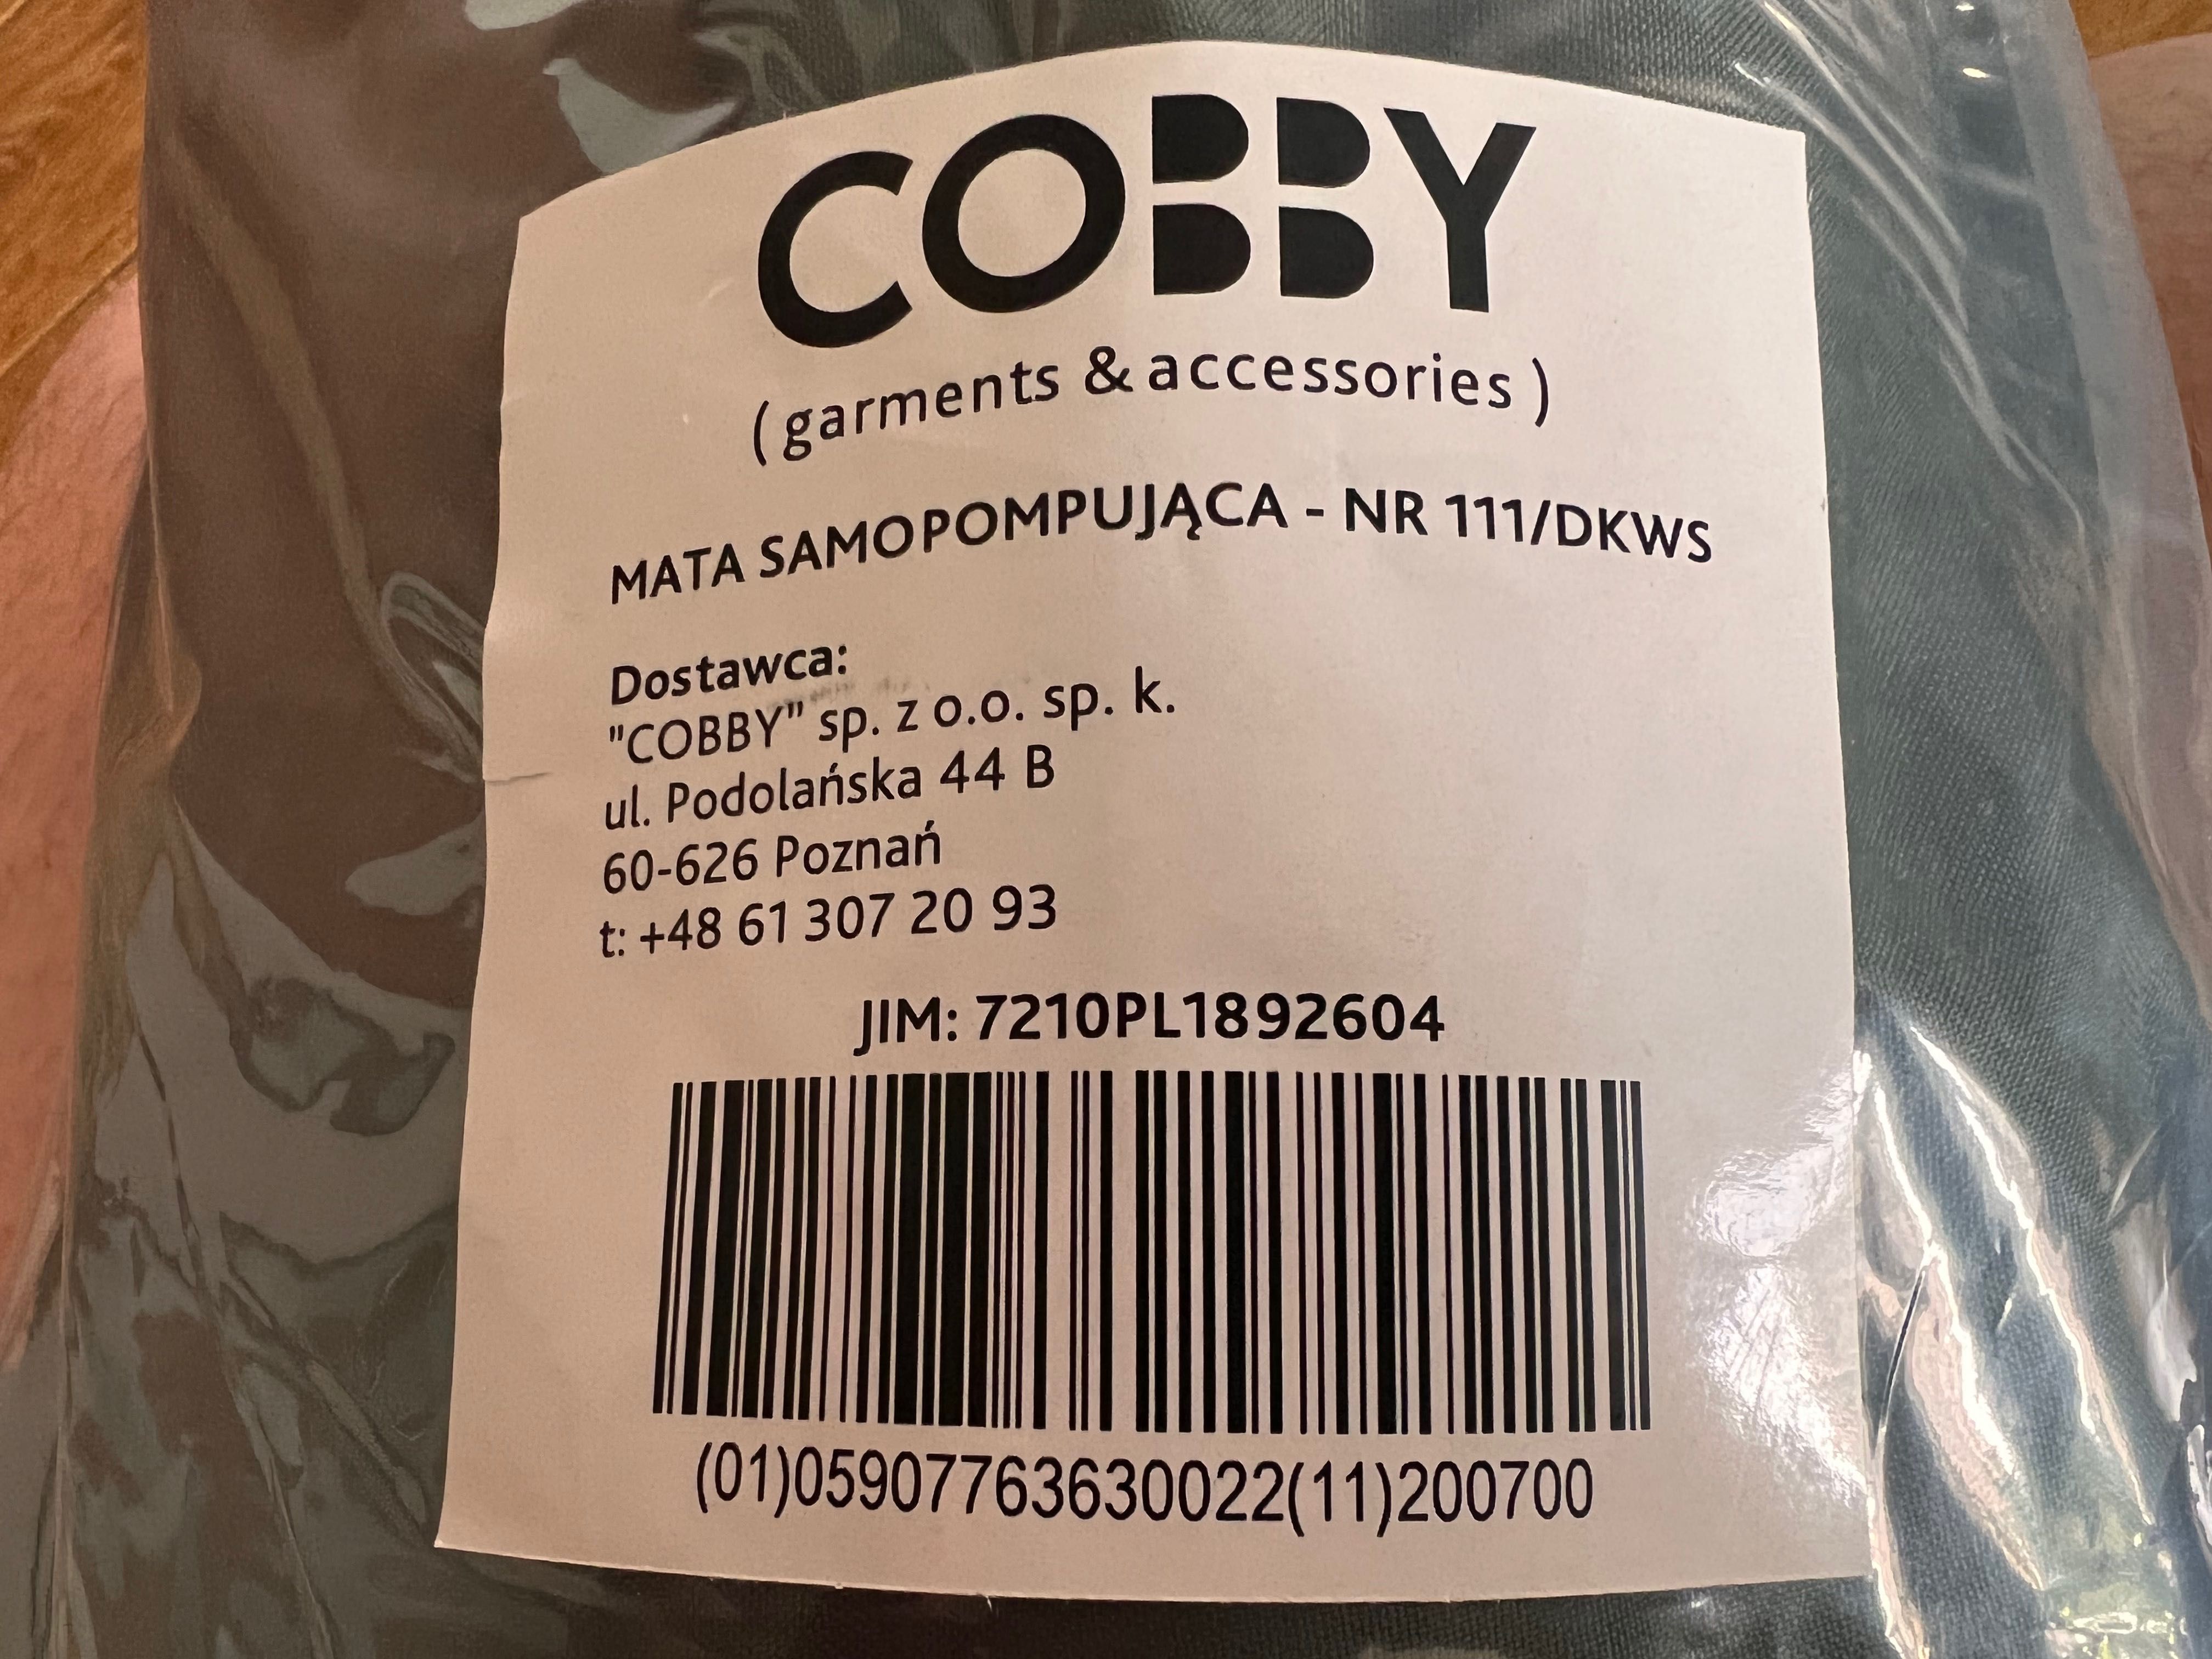 COBBY
( garments & accessories )
MATA SAMOPOMPUJĄCA - NR 111/DKWS
Dostawca:
"COBBY" sp. z o.o. sp. k.
ul. Podolańska 44 B
60-626 Poznań
t: +48 61 307 20 93
JIM: 7210PL1892604
(01)05907763630022(11)200700